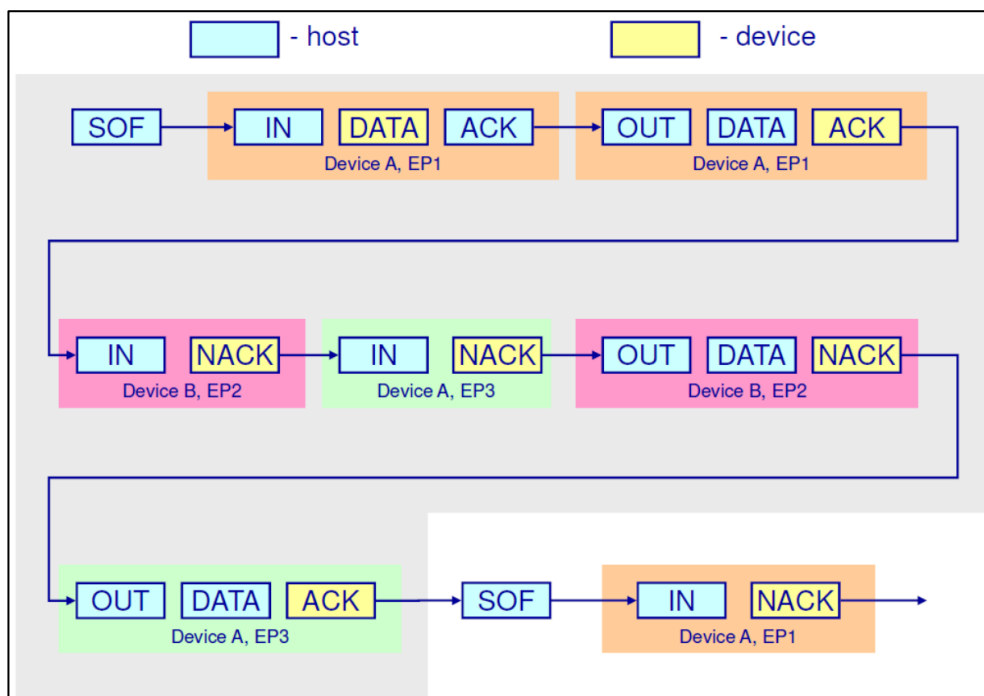 - host - device
SOF IN DATA ACK OUT DATA ACK
Device A, EP1 Device A, EP1
IN NACK IN NACK OUT DATA NACK
Device B, EP2 Device A, EP3 Device B, EP2
OUT DATA ACK SOF IN NACK
Device A, EP3 Device A, EP1